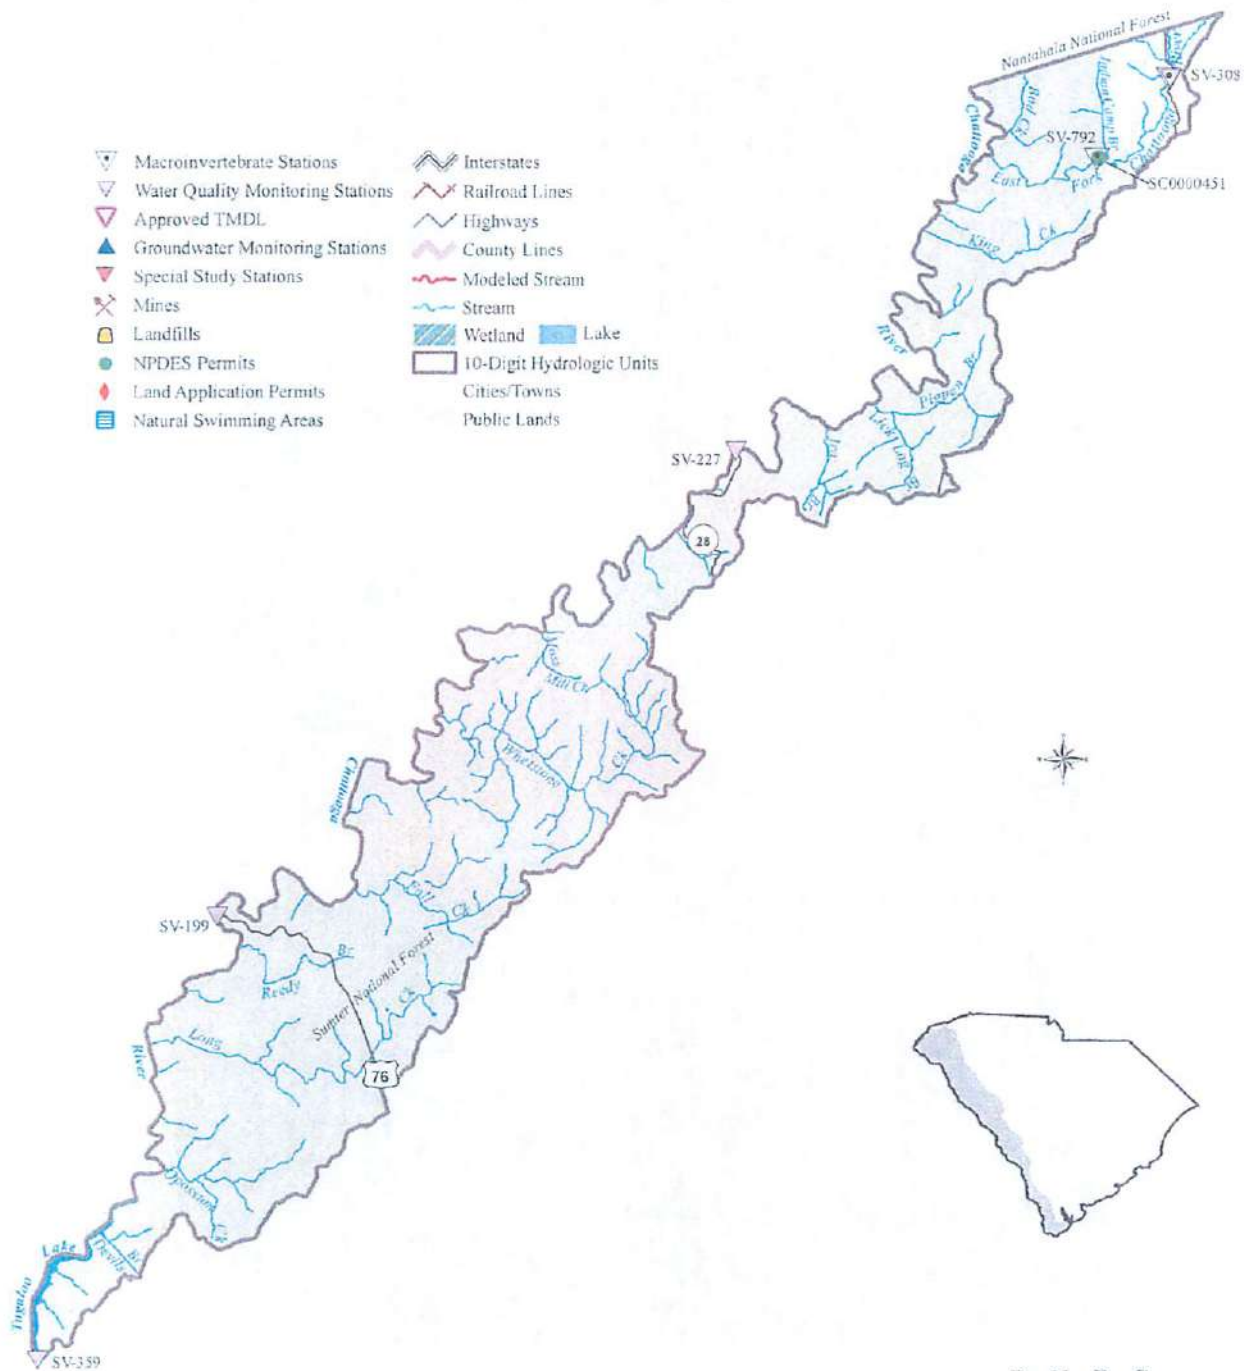 Nantahala National Forest
SV-308
Chattooga
Bad Ck
Indian Camp Br
SV-792
East Fork Chattooga
SC0000451
King Ck
Macroinvertebrate Stations
Water Quality Monitoring Stations
Approved TMDL
Groundwater Monitoring Stations
Special Study Stations
Mines
Landfills
NPDES Permits
Land Application Permits
Natural Swimming Areas
Interstates
Railroad Lines
Highways
County Lines
Modeled Stream
Stream
Wetland Lake
10-Digit Hydrologic Units
Cities/Towns
Public Lands
River
Pigpen Br
Lick Log Br
Ira Br
SV-227
28
Moss Mill Ck
Whetstone Ck
Chattooga
Fall Ck
SV-199
Reedy Br
Sumter National Forest
Long Ck
River
76
Opossum Ck
Devils Br
Tugaloo Lake
SV-359